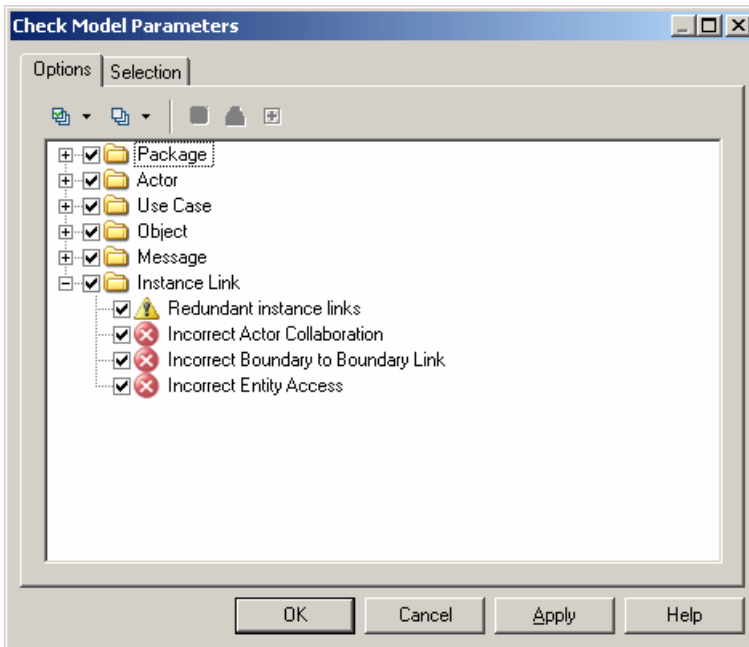 Check Model Parameters
Options Selection
Package
Actor
Use Case
Object
Message
Instance Link
Redundant instance links
Incorrect Actor Collaboration
Incorrect Boundary to Boundary Link
Incorrect Entity Access
OK Cancel Apply Help